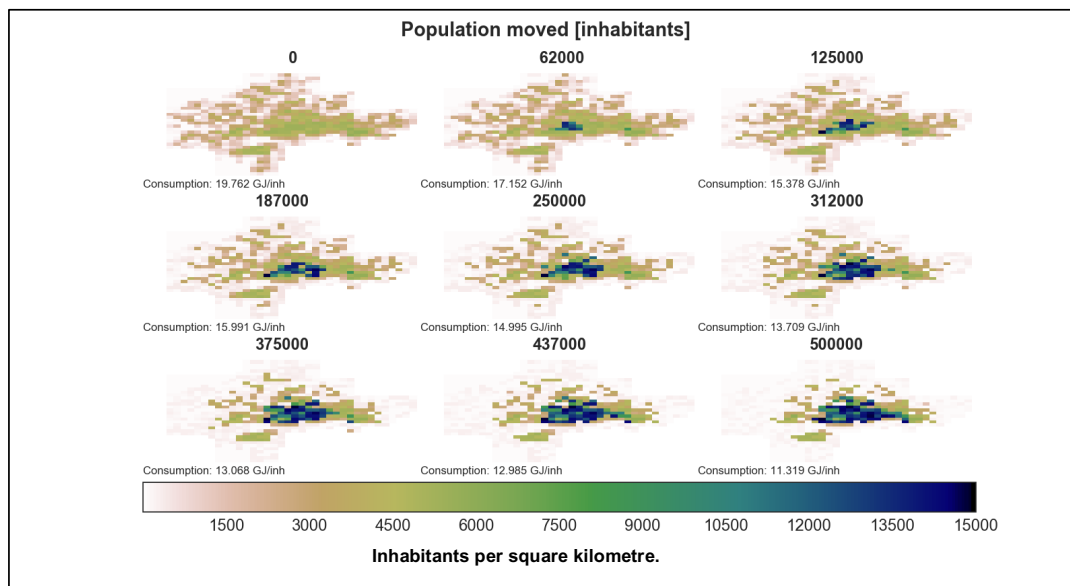 Population moved [inhabitants]
0 62000 125000
Consumption: 19.762 GJ/inh Consumption: 17.152 GJ/inh Consumption: 15.378 GJ/inh
187000 250000 312000
Consumption: 15.991 GJ/inh Consumption: 14.995 GJ/inh Consumption: 13.709 GJ/inh
375000 437000 500000
Consumption: 13.068 GJ/inh Consumption: 12.985 GJ/inh Consumption: 11.319 GJ/inh
1500 3000 4500 6000 7500 9000 10500 12000 13500 15000
Inhabitants per square kilometre.